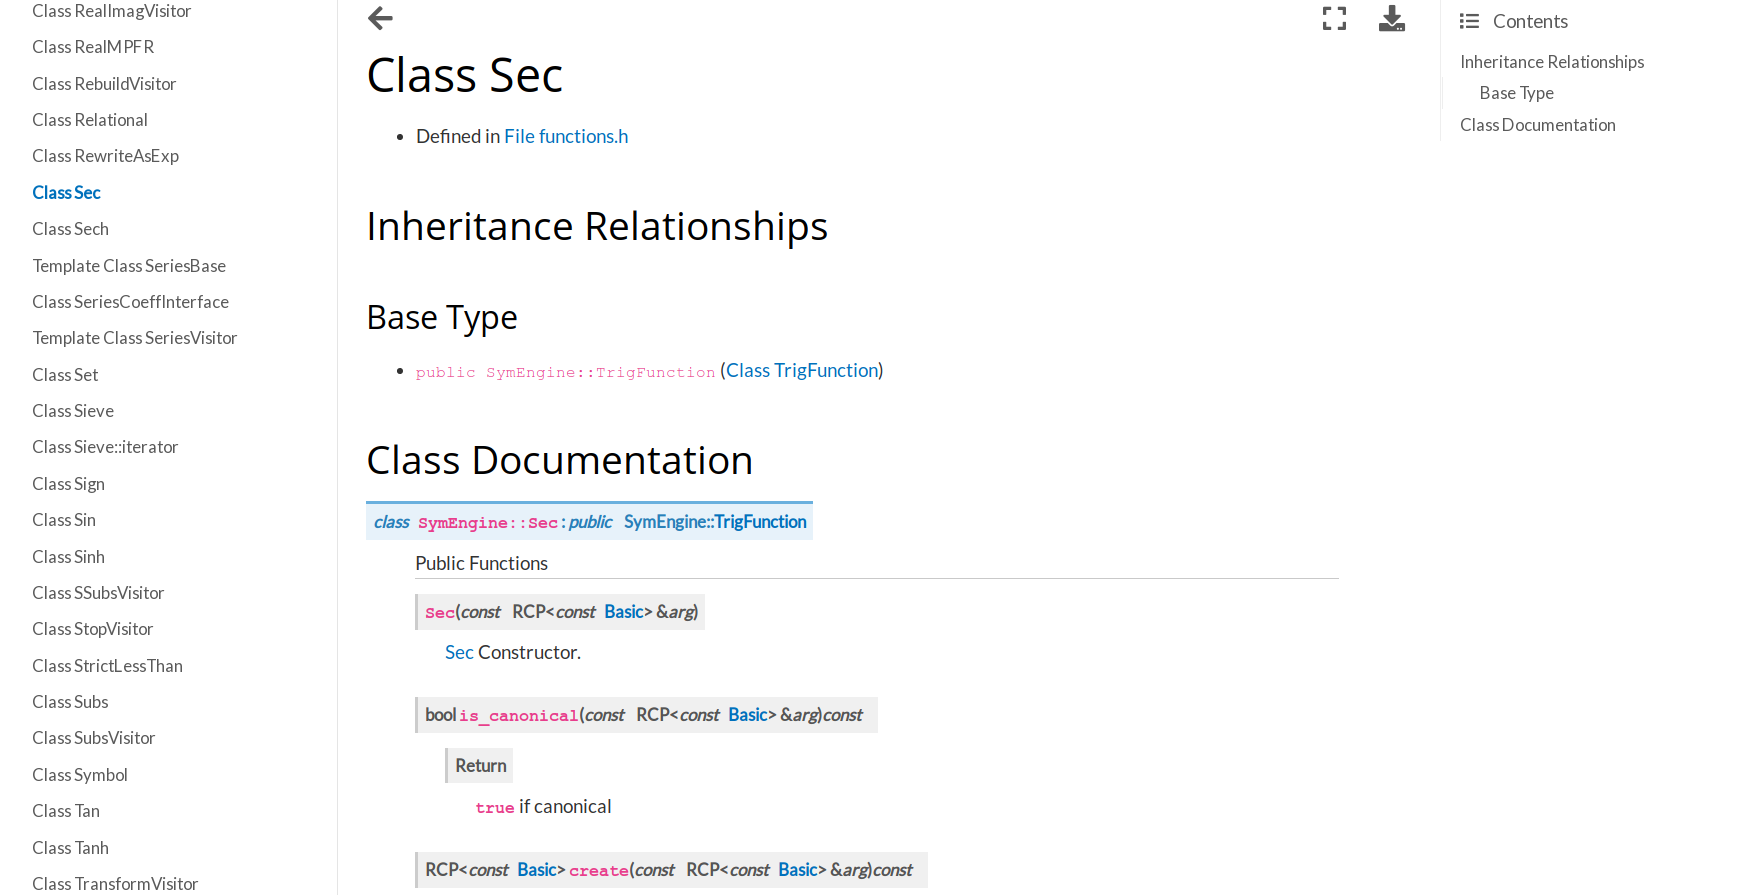 Class RealImagVisitor
Class RealMPFR
Class RebuildVisitor
Class Relational
Class RewriteAsExp
Class Sec
Class Sech
Template Class SeriesBase
Class SeriesCoeffInterface
Template Class SeriesVisitor
Class Set
Class Sieve
Class Sieve::iterator
Class Sign
Class Sin
Class Sinh
Class SSubsVisitor
Class StopVisitor
Class StrictLessThan
Class Subs
Class SubsVisitor
Class Symbol
Class Tan
Class Tanh
Class TransformVisitor
Class Sec
• Defined in File functions.h
Inheritance Relationships
Base Type
• public SymEngine::TrigFunction (Class TrigFunction)
Class Documentation
class SymEngine::Sec : public SymEngine::TrigFunction
Public Functions
Sec(const RCP<const Basic> &arg)
Sec Constructor.
bool is_canonical(const RCP<const Basic> &arg)const
Return
true if canonical
RCP<const Basic> create(const RCP<const Basic> &arg)const
Contents
Inheritance Relationships
Base Type
Class Documentation